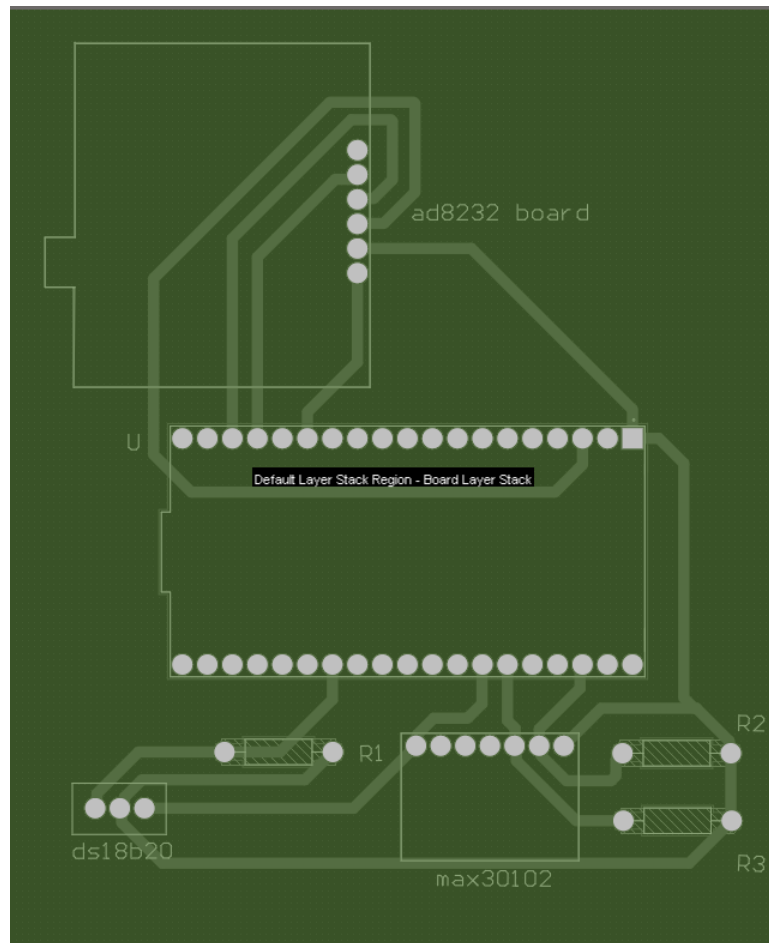 ad8232 board
U
Default Layer Stack Region - Board Layer Stack
R2
R1
ds18b20
max30102
R3